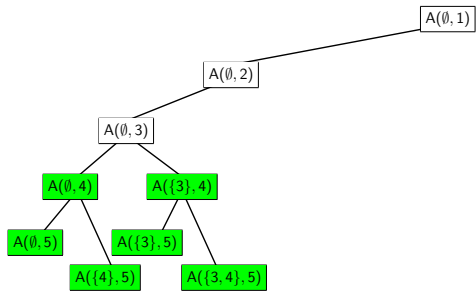 A(∅, 1)
A(∅, 2)
A(∅, 3)
A(∅, 4)
A({3}, 4)
A(∅, 5)
A({3}, 5)
A({4}, 5)
A({3, 4}, 5)